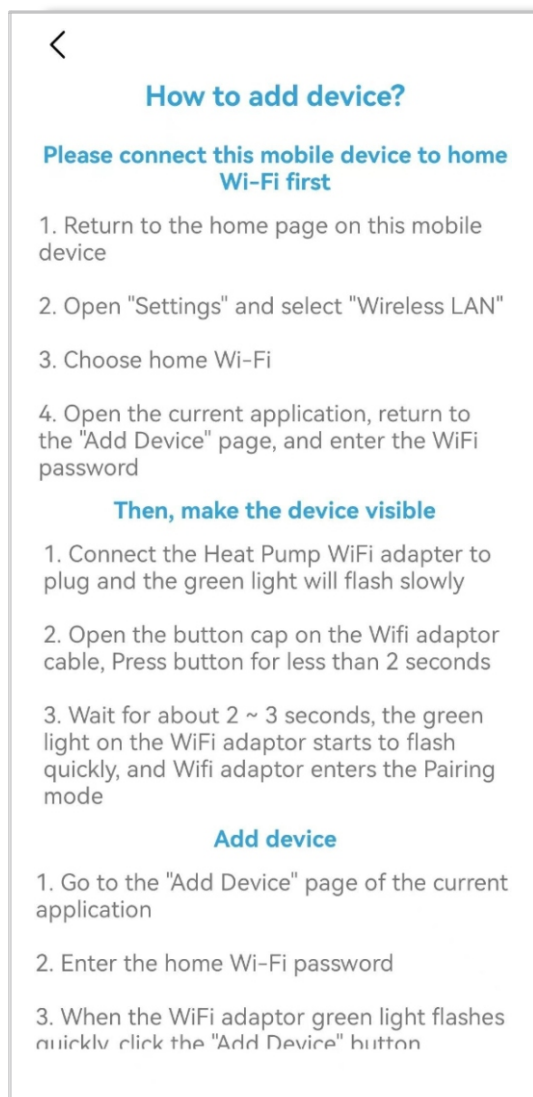 How to add device?
Please connect this mobile device to home
Wi-Fi first
1. Return to the home page on this mobile
device
2. Open "Settings" and select "Wireless LAN"
3. Choose home Wi-Fi
4. Open the current application, return to
the "Add Device" page, and enter the WiFi
password
Then, make the device visible
1. Connect the Heat Pump WiFi adapter to
plug and the green light will flash slowly
2. Open the button cap on the Wifi adaptor
cable, Press button for less than 2 seconds
3. Wait for about 2 ~ 3 seconds, the green
light on the WiFi adaptor starts to flash
quickly, and Wifi adaptor enters the Pairing
mode
Add device
1. Go to the "Add Device" page of the current
application
2. Enter the home Wi-Fi password
3. When the WiFi adaptor green light flashes
quickly, click the "Add Device" button